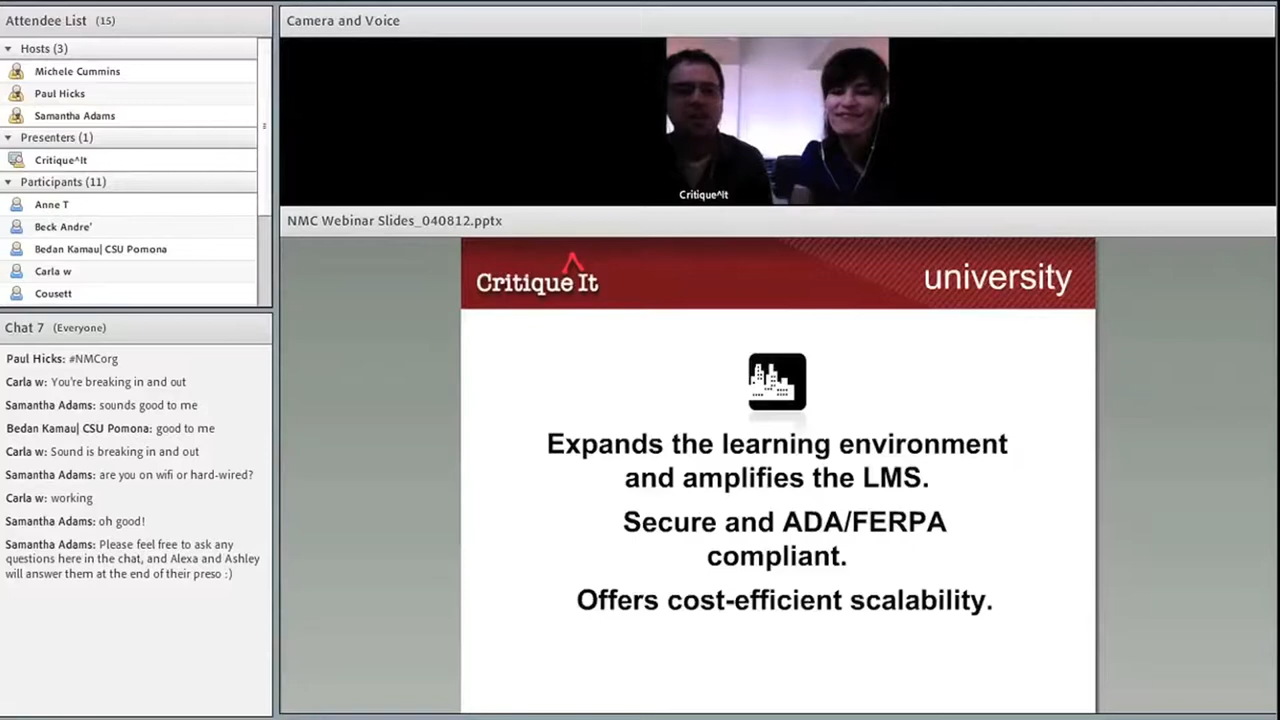 Attendee List (15)
Hosts (3)
Michele Cummins
Paul Hicks
Samantha Adams
Presenters (1)
Critique^It
Participants (11)
Anne T
Beck Andre'
Bedan Kamau| CSU Pomona
Carla w
Cousett
Chat 7 (Everyone)
Paul Hicks: #NMCorg
Carla w: You're breaking in and out
Samantha Adams: sounds good to me
Bedan Kamau| CSU Pomona: good to me
Carla w: Sound is breaking in and out
Samantha Adams: are you on wifi or hard-wired?
Carla w: working
Samantha Adams: oh good!
Samantha Adams: Please feel free to ask any
questions here in the chat, and Alexa and Ashley
will answer them at the end of their preso :)
Camera and Voice
Critique^It
NMC Webinar Slides_040812.pptx
Critique^It
university
Expands the learning environment
and amplifies the LMS.
Secure and ADA/FERPA
compliant.
Offers cost-efficient scalability.